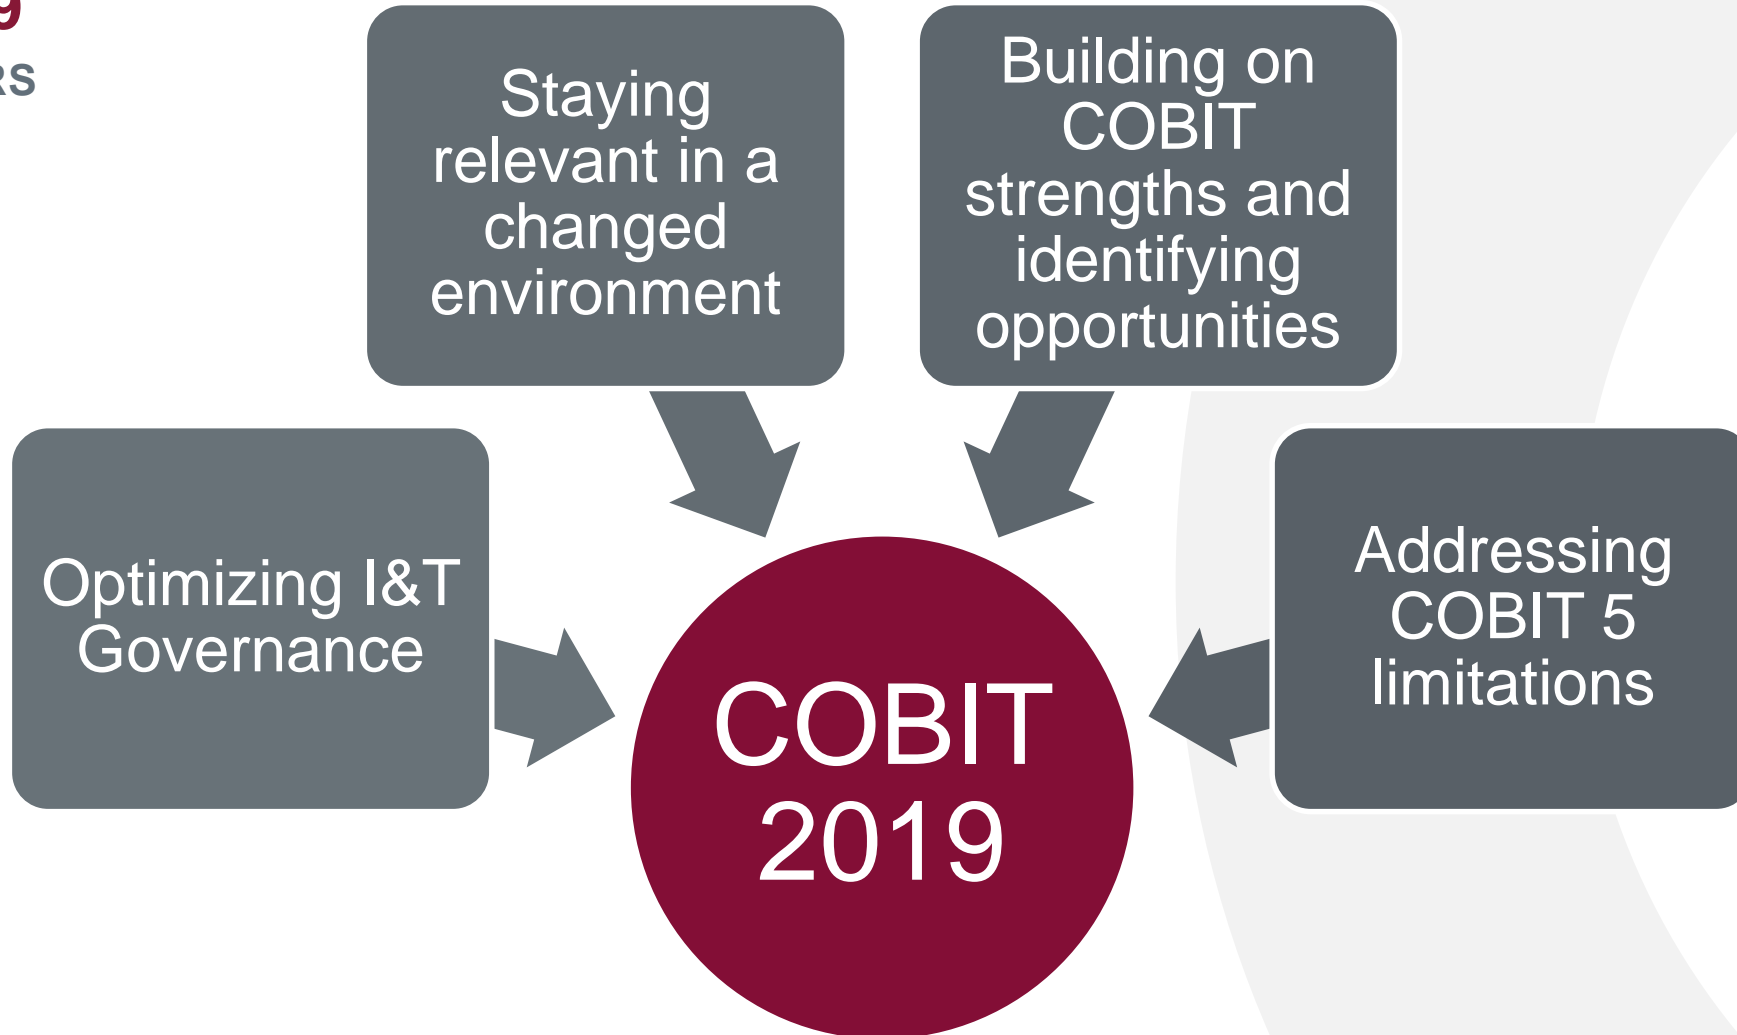 Staying
relevant in a
changed
environment
Building on
COBIT
strengths and
identifying
opportunities
Optimizing I&T
Governance
Addressing
COBIT 5
limitations
COBIT
2019